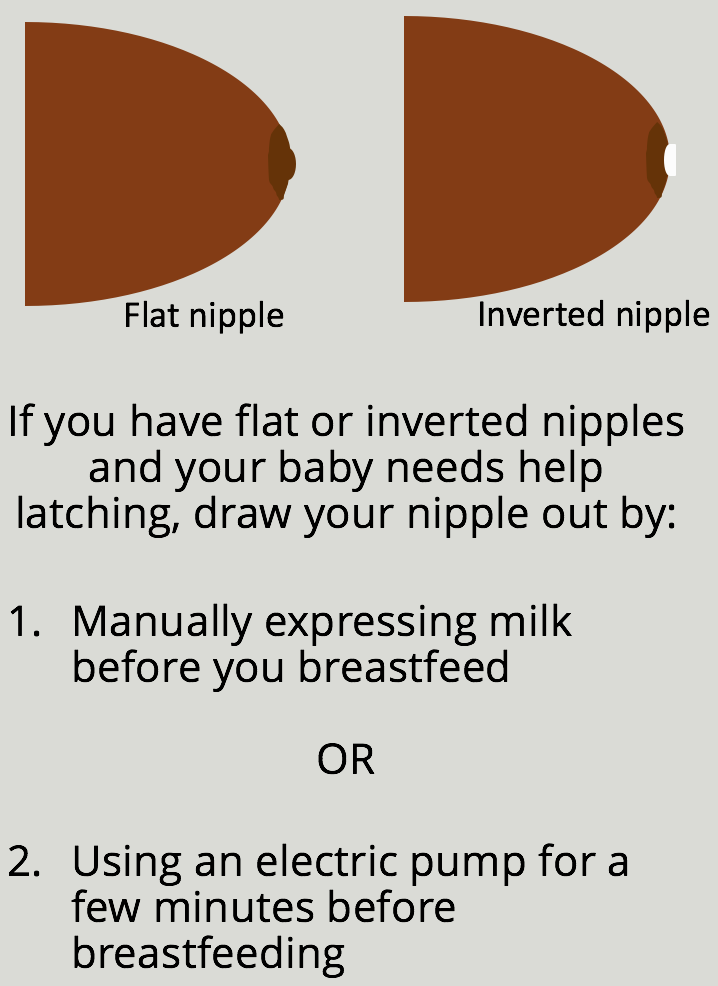 Flat nipple
Inverted nipple
If you have flat or inverted nipples
and your baby needs help
latching, draw your nipple out by:
1. Manually expressing milk
before you breastfeed
OR
2. Using an electric pump for a
few minutes before
breastfeeding